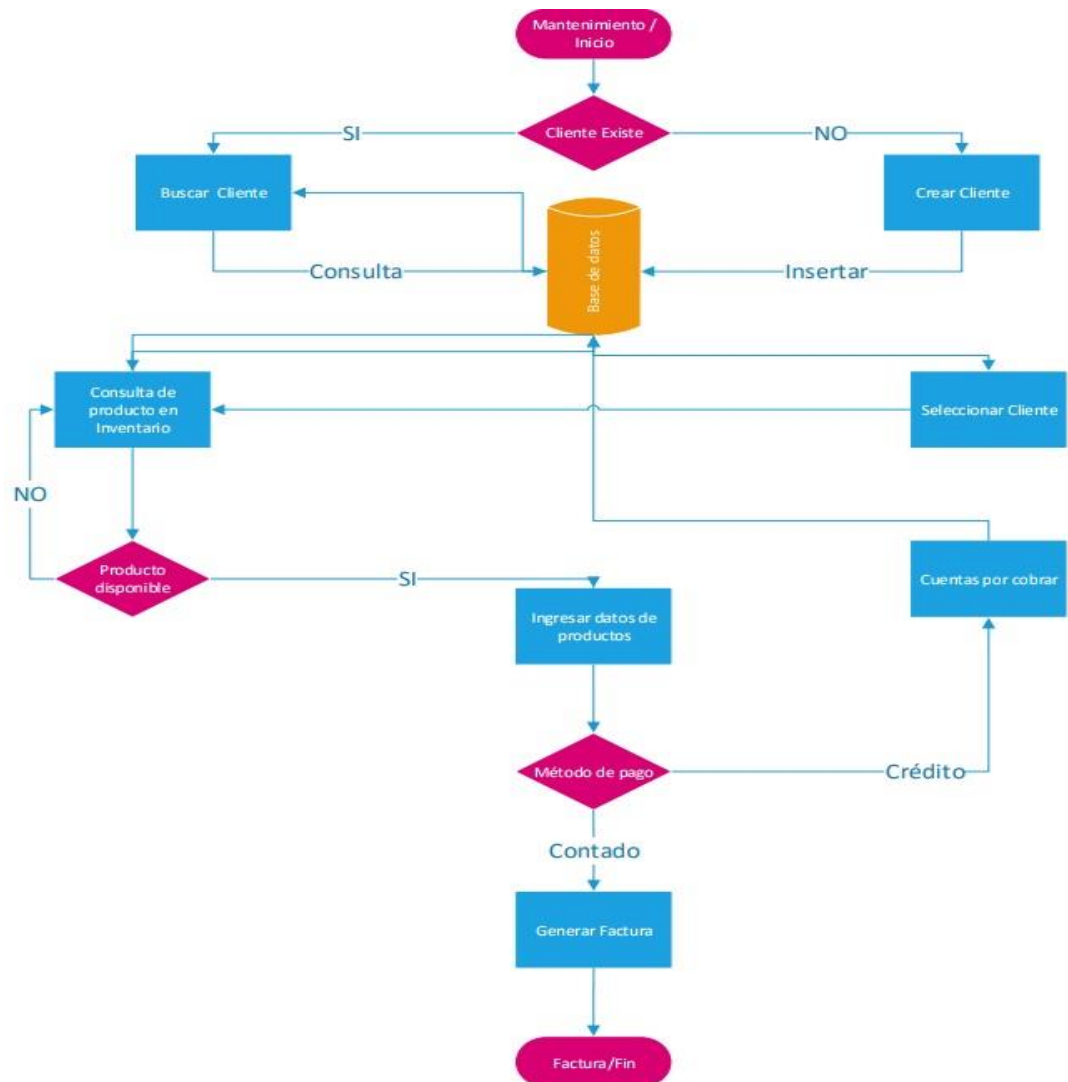 Mantenimiento /
Inicio
Cliente Existe
SI
NO
Buscar Cliente
Crear Cliente
Base de datos
Consulta
Insertar
Consulta de
producto en
Inventario
Seleccionar Cliente
NO
Producto
disponible
SI
Cuentas por cobrar
Ingresar datos de
productos
Método de pago
Crédito
Contado
Generar Factura
Factura/Fin